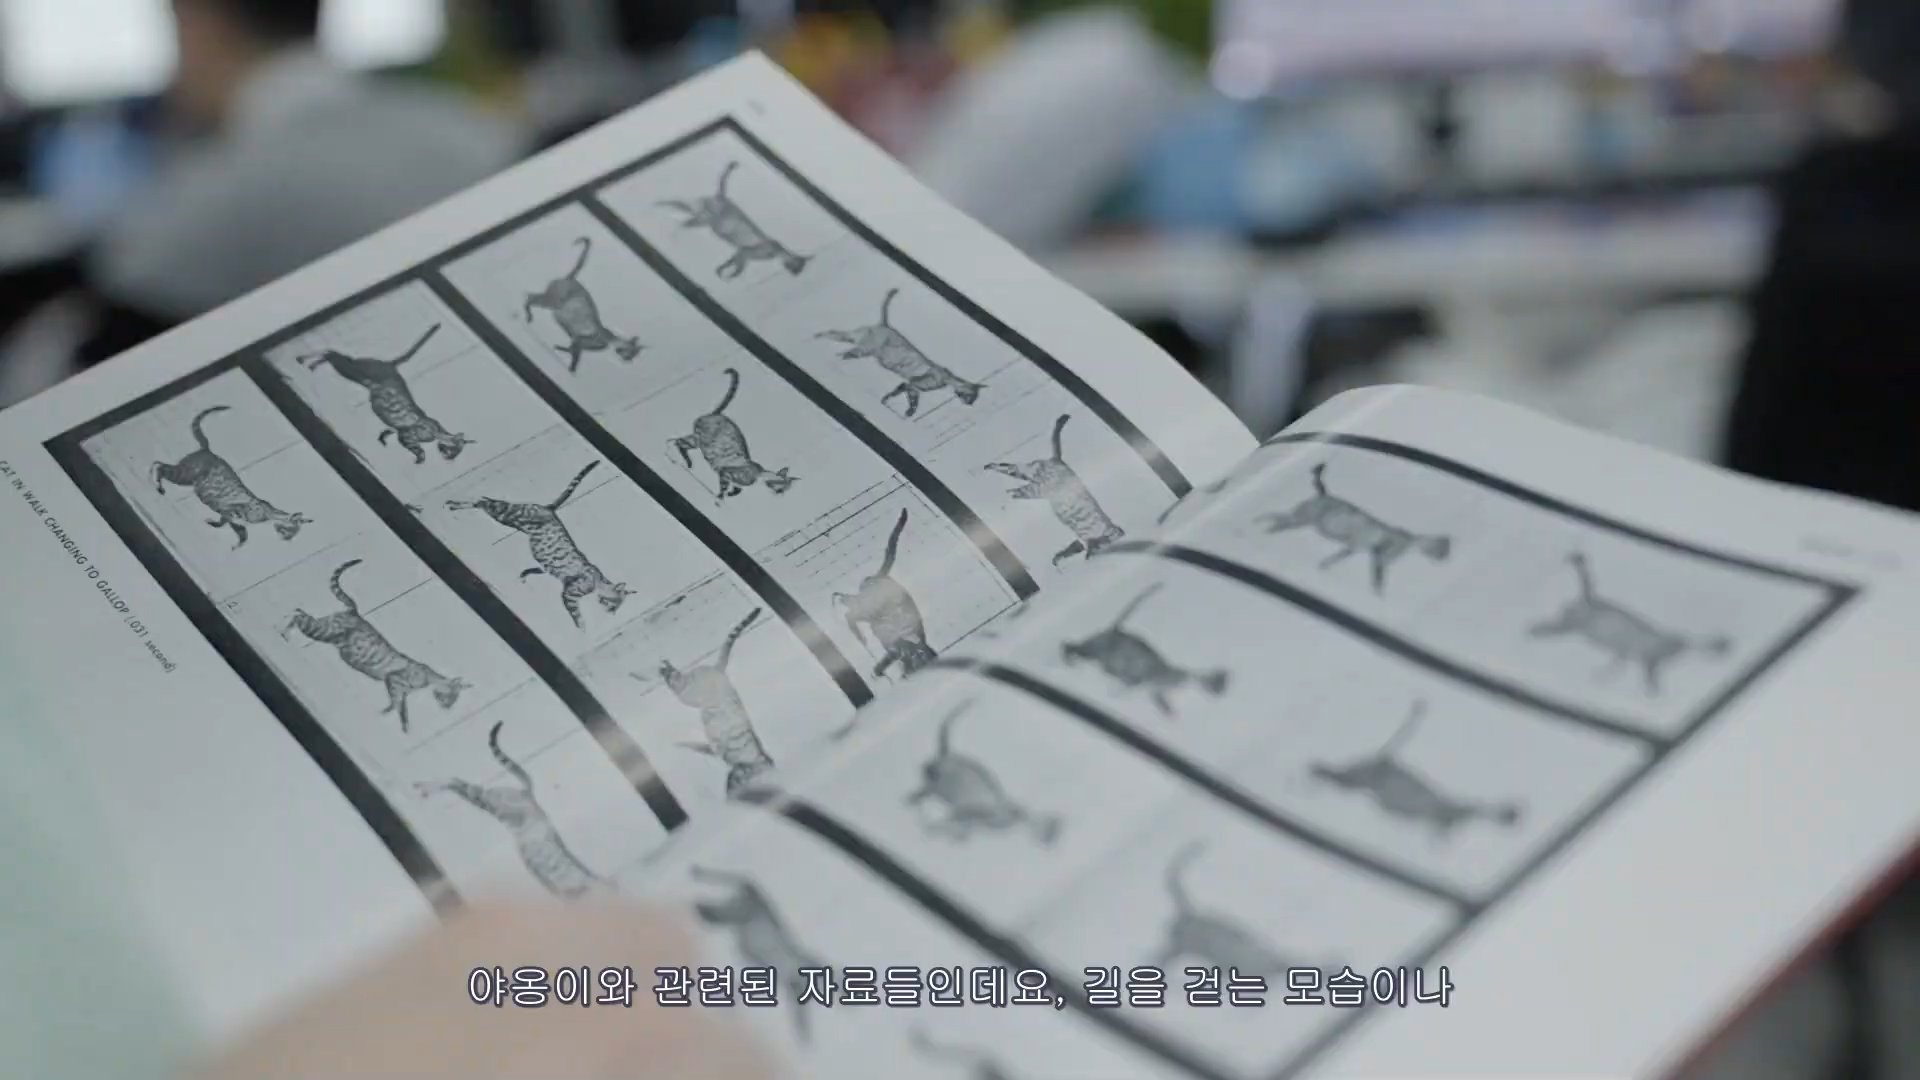 CAT IN WALK CHANGING TO GALLOP (.031 second)
2
야옹이와 관련된 자료들인데요, 길을 걷는 모습이나